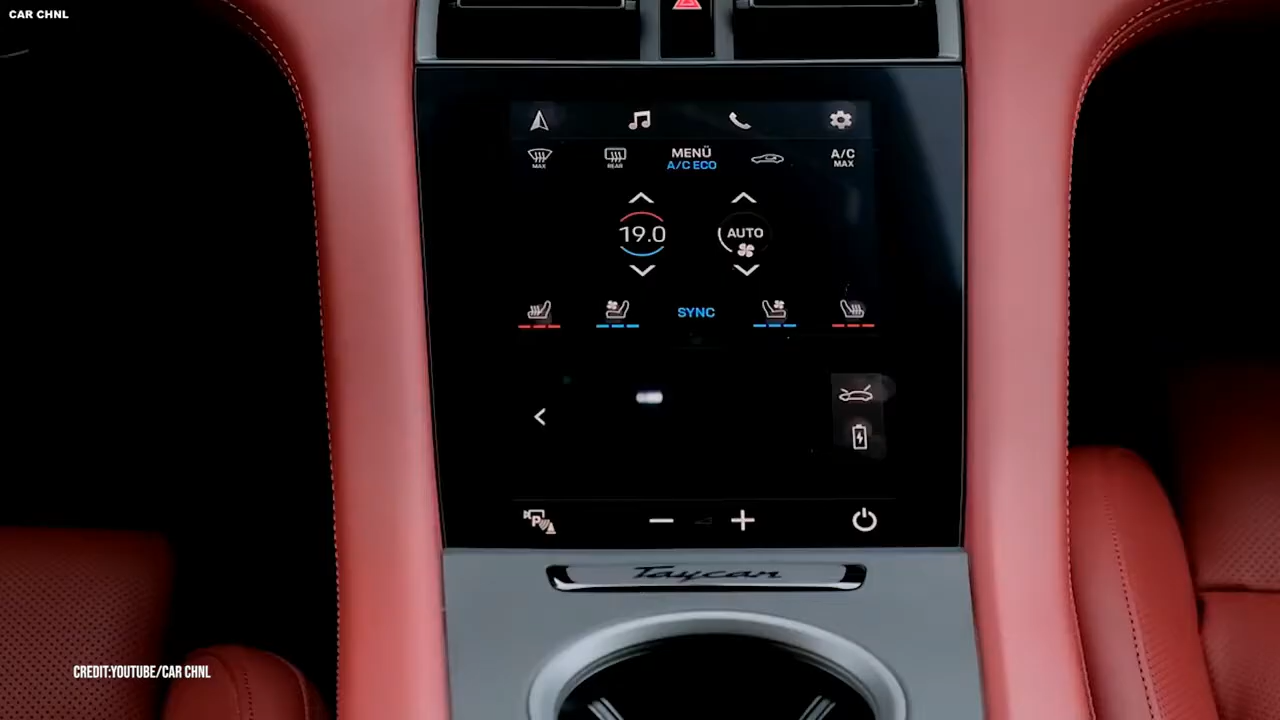 CAR CHNL
MAX
REAR
MENÜ
A/C ECO
A/C
MAX
19.0
AUTO
SYNC
P
Taycan
CREDIT:YOUTUBE/CAR CHNL